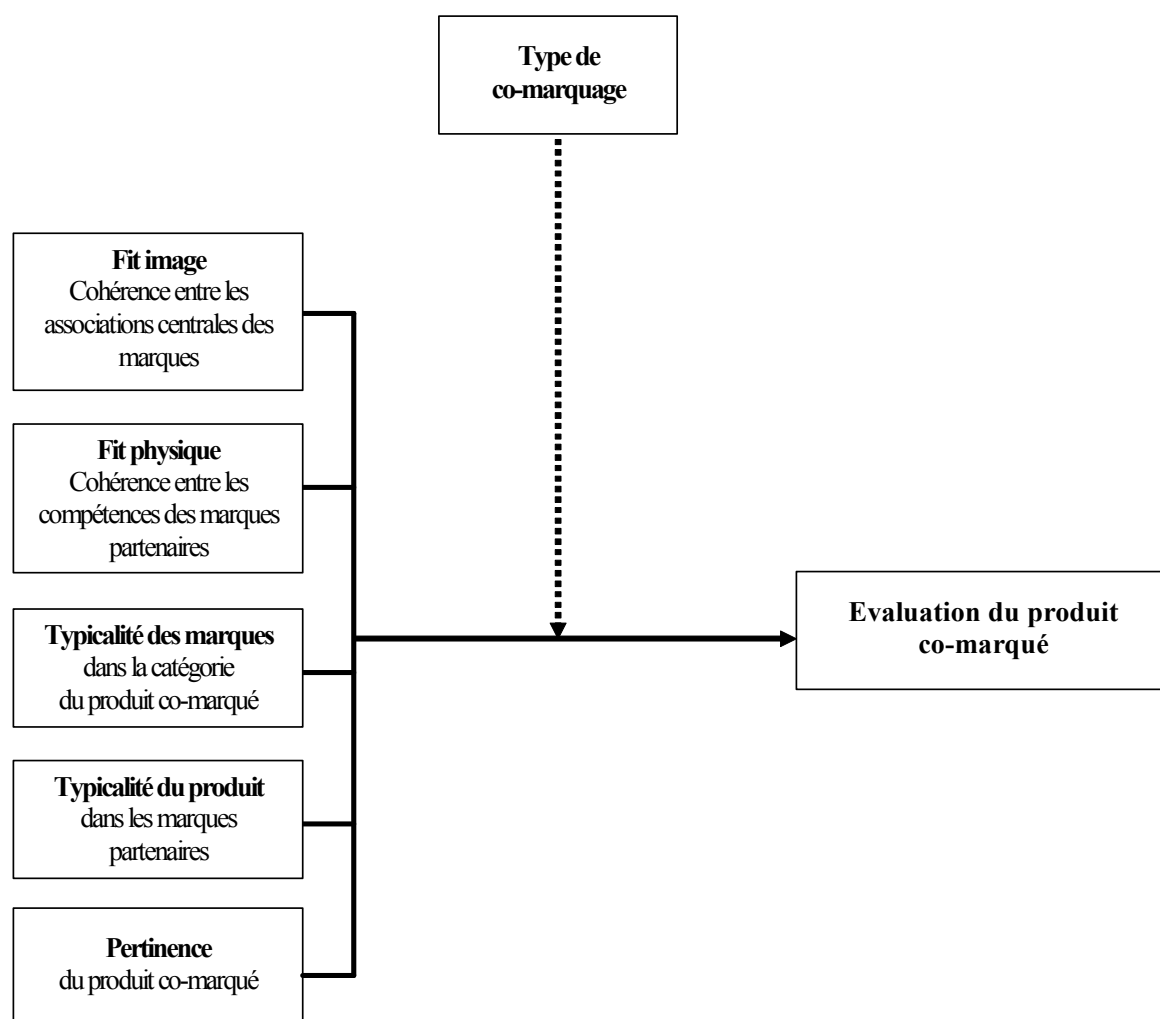 Type de
co-marquage
Fit image
Cohérence entre les
associations centrales des
marques
Fit physique
Cohérence entre les
compétences des marques
partenaires
Typicalité des marques
dans la catégorie
du produit co-marqué
Typicalité du produit
dans les marques
partenaires
Pertinence
du produit co-marqué
Evaluation du produit
co-marqué